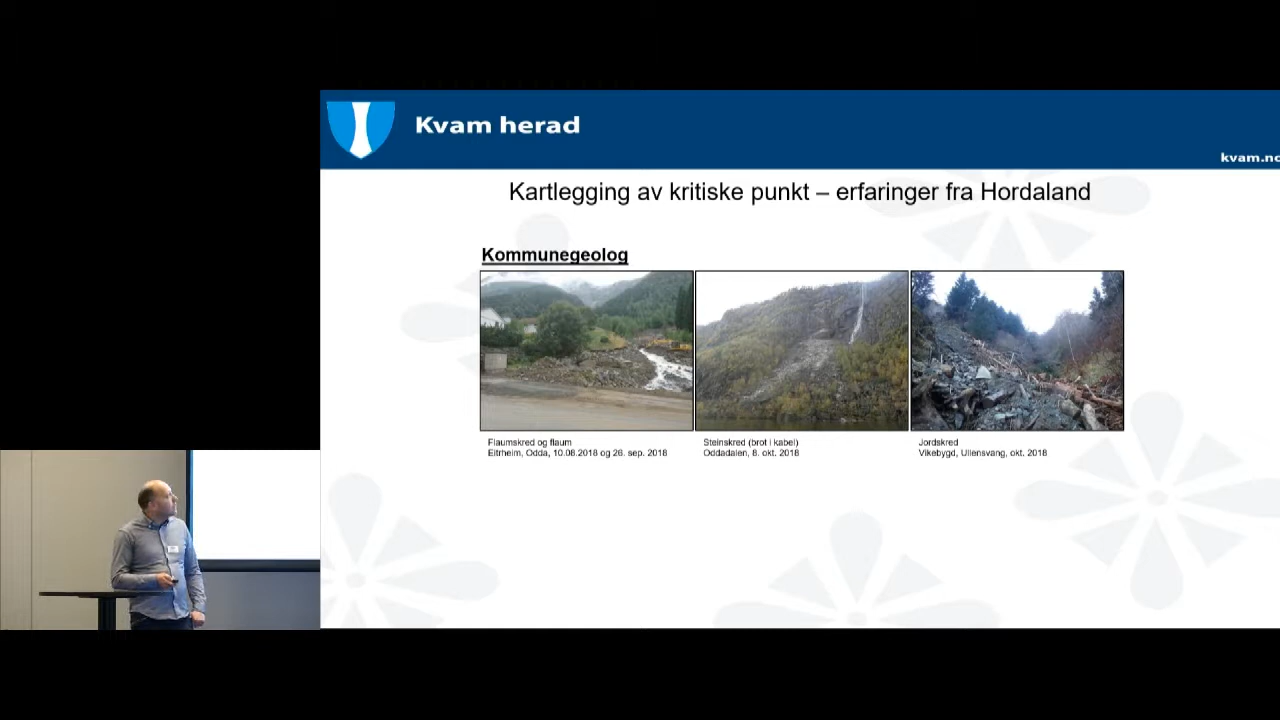 Kvam herad
kvam.no
Kartlegging av kritiske punkt – erfaringer fra Hordaland
Kommunegeolog
Flaumskred og flaum
Eitrheim, Odda, 10.08.2018 og 26. sep. 2018
Steinskred (brot i kabel)
Oddadalen, 8. okt. 2018
Jordskred
Vikebygd, Ullensvang, okt. 2018